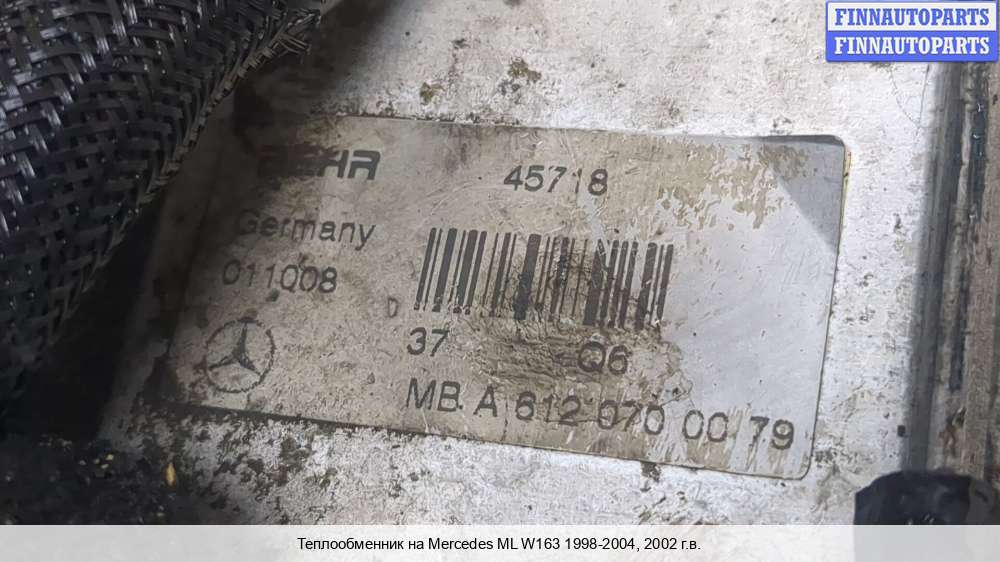 FINNAUTOPARTS
FINNAUTOPARTS
BEHR 45718
Germany
011008
D
37 Q6
MB A 612 070 00 79
Теплообменник на Mercedes ML W163 1998-2004, 2002 г.в.